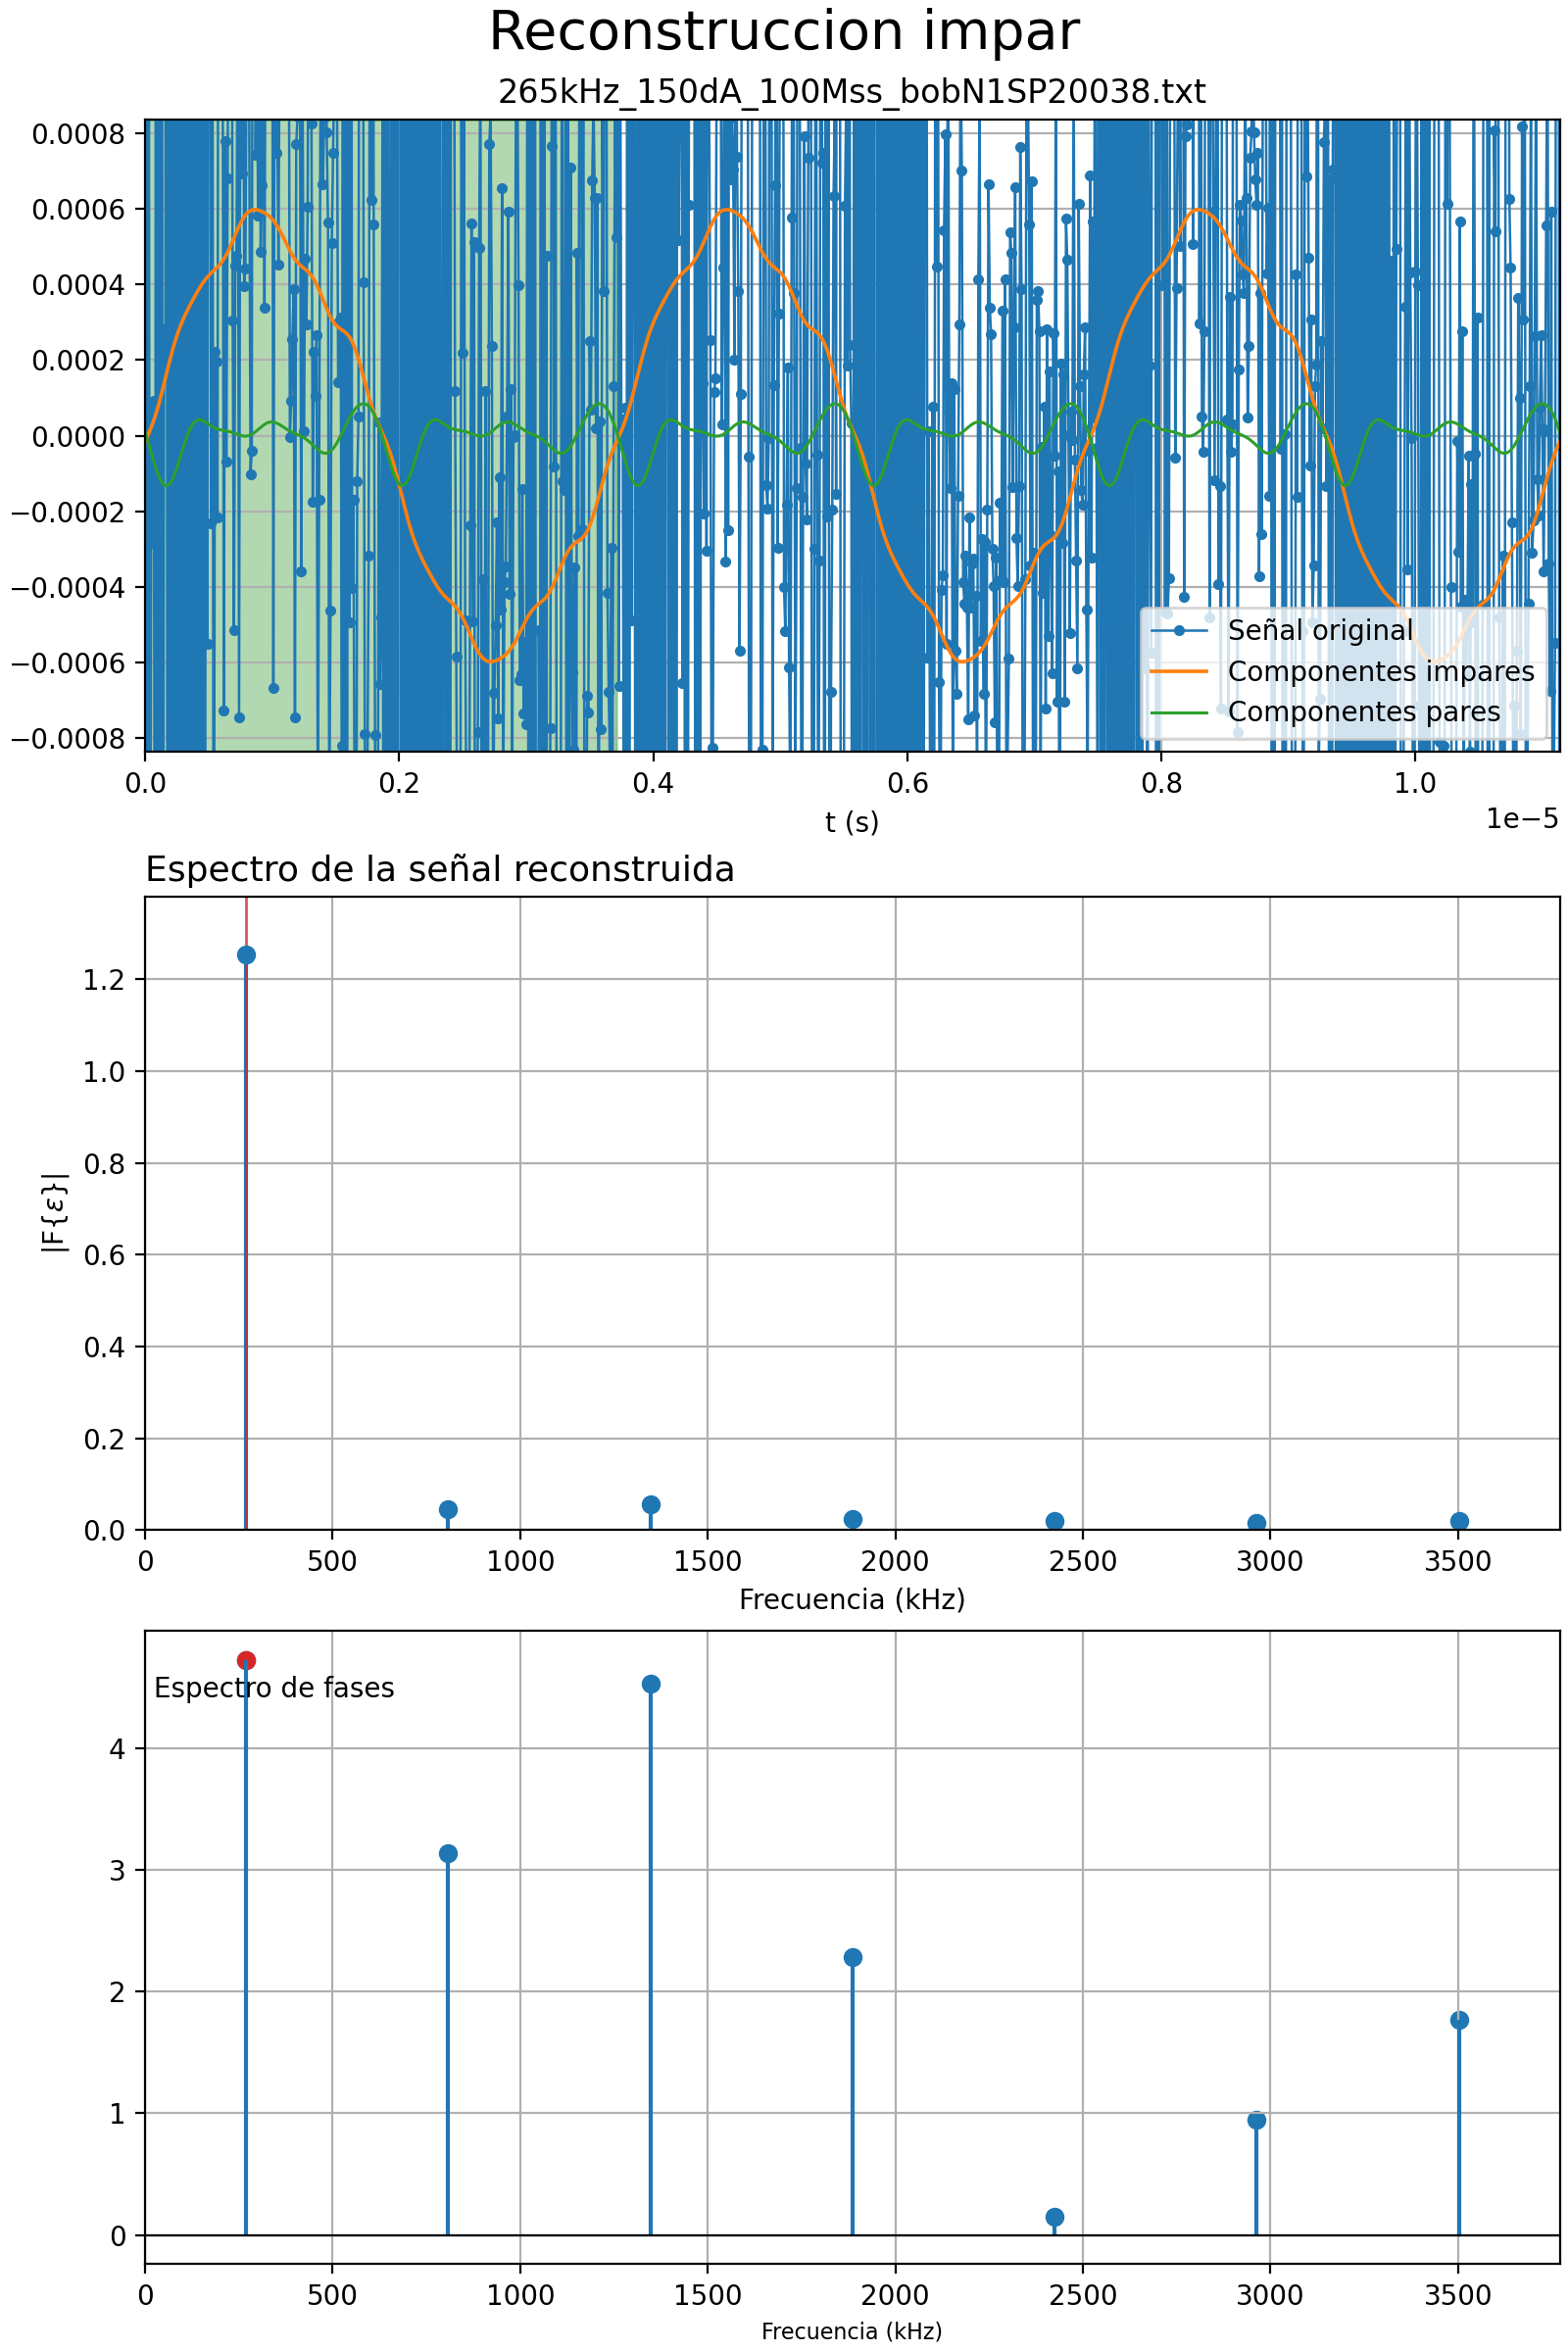 Reconstruccion impar
265kHz_150dA_100Mss_bobN1SP20038.txt
0.0008
0.0006
0.0004
0.0002
0.0000
−0.0002
−0.0004
−0.0006
−0.0008
Señal original
Componentes impares
Componentes pares
0.0 0.2 0.4 0.6 0.8 1.0
t (s)
1e−5
Espectro de la señal reconstruida
1.2
1.0
0.8
0.6
0.4
0.2
0.0
|F{ε}|
0 500 1000 1500 2000 2500 3000 3500
Frecuencia (kHz)
Espectro de fases
4
3
2
1
0
0 500 1000 1500 2000 2500 3000 3500
Frecuencia (kHz)